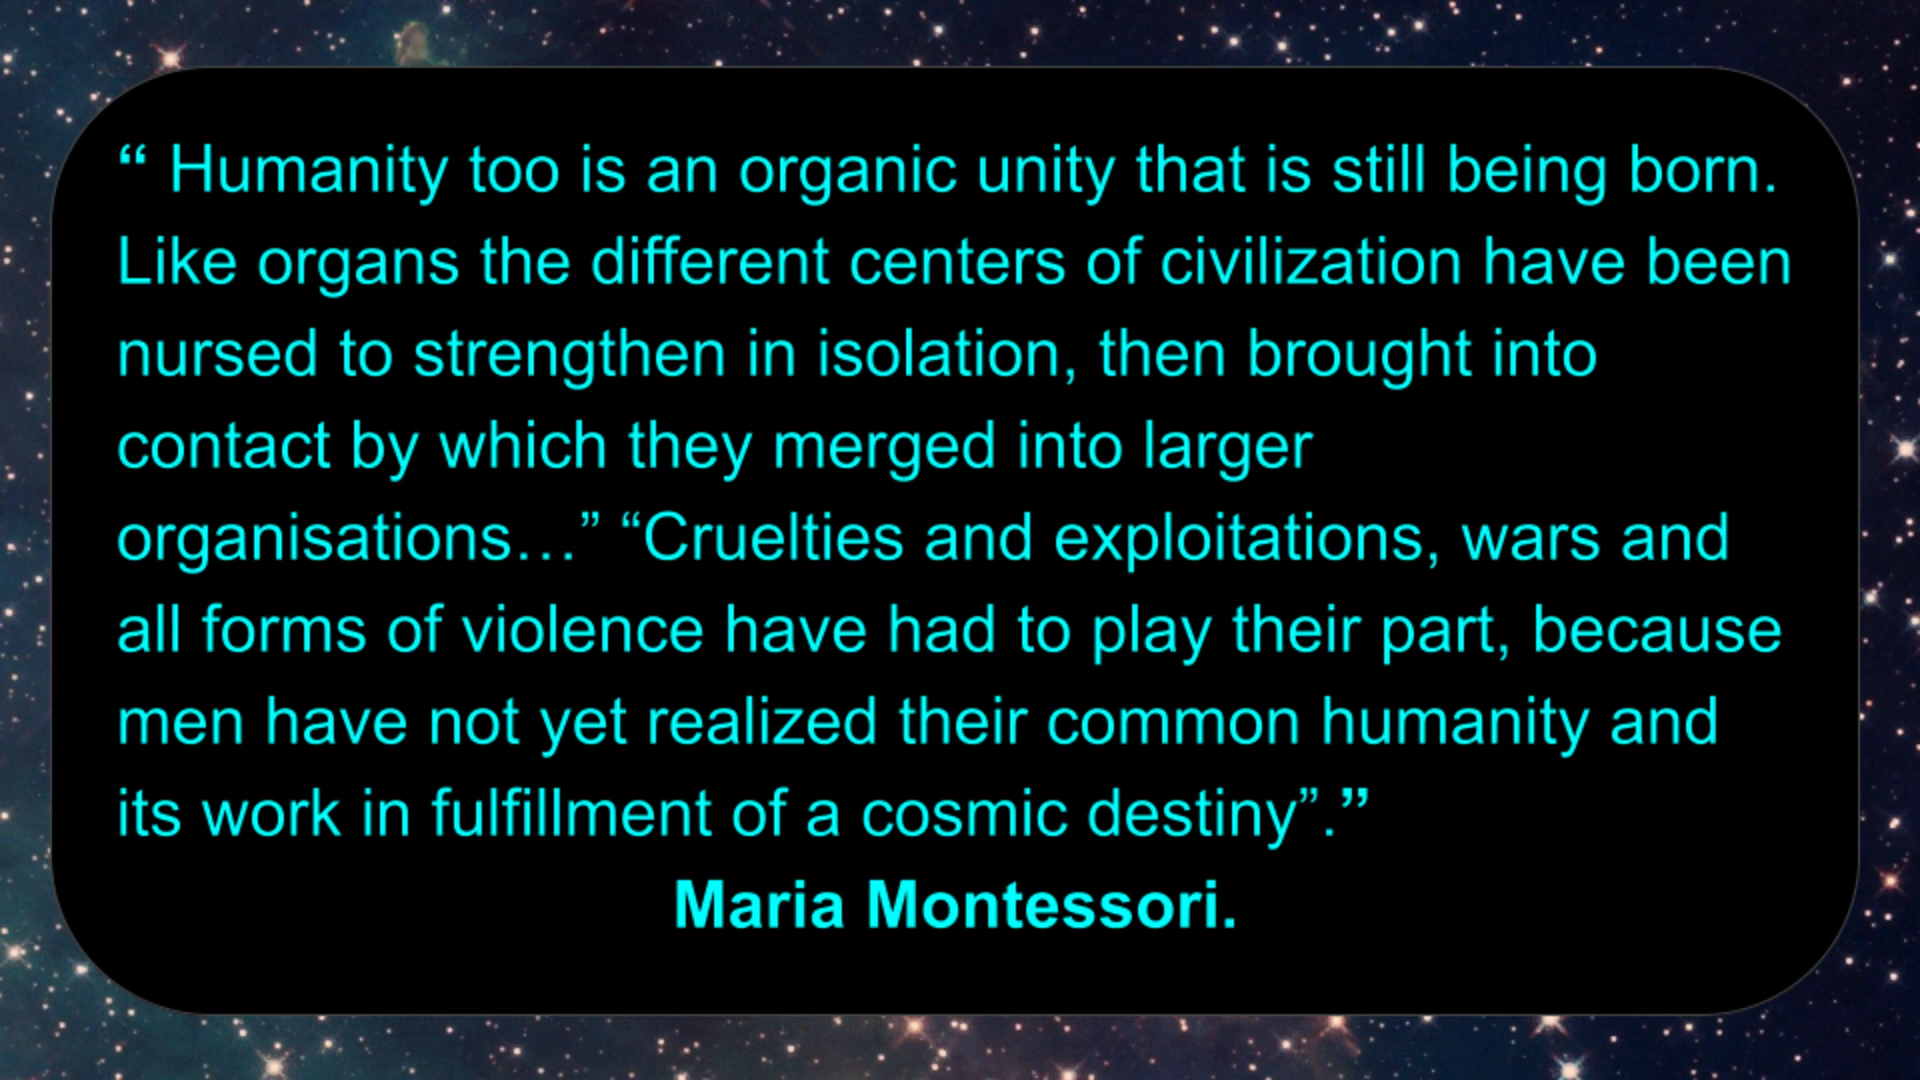 “ Humanity too is an organic unity that is still being born.
Like organs the different centers of civilization have been
nursed to strengthen in isolation, then brought into
contact by which they merged into larger
organisations…” “Cruelties and exploitations, wars and
all forms of violence have had to play their part, because
men have not yet realized their common humanity and
its work in fulfillment of a cosmic destiny”.”
Maria Montessori.